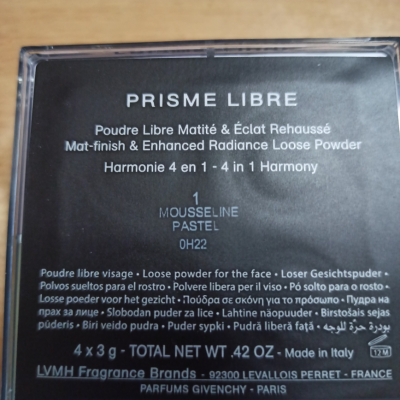 PRISME LIBRE
Poudre Libre Matité & Éclat Rehaussé
Mat-finish & Enhanced Radiance Loose Powder
Harmonie 4 en 1 - 4 in 1 Harmony
1
MOUSSELINE
PASTEL
0H22
Poudre libre visage • Loose powder for the face • Loser Gesichtspuder •
Polvos sueltos para el rostro • Polvere libera per il viso • Pó solto para o rosto •
Losse poeder voor het gezicht • Πούδρα σε σκόνη για το πρόσωπο • Пудра на
прах за лице • Slobodan puder za lice • Lahtine näopuuder • Birstošais sejas
pūderis • Biri veido pudra • Puder sypki • Pudră liberă față • بودرة حرّة للوجه
4 x 3 g - TOTAL NET WT .42 OZ - Made in Italy 12M
LVMH Fragrance Brands - 92300 LEVALLOIS PERRET - FRANCE
PARFUMS GIVENCHY - PARIS